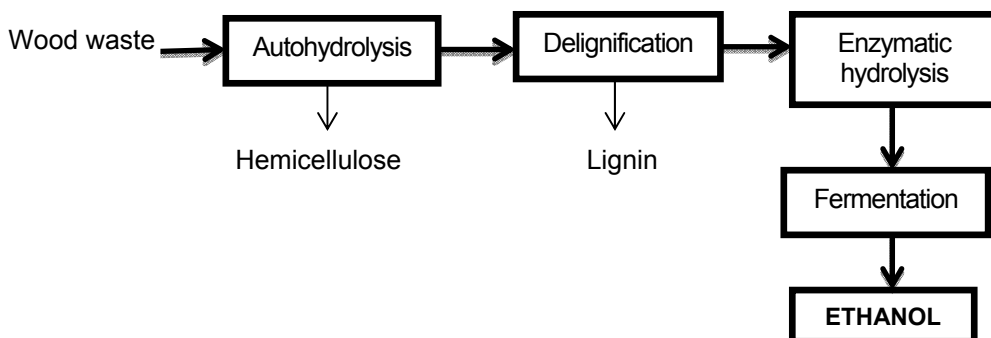 Wood waste
Autohydrolysis
Delignification
Enzymatic
hydrolysis
Hemicellulose
Lignin
Fermentation
ETHANOL